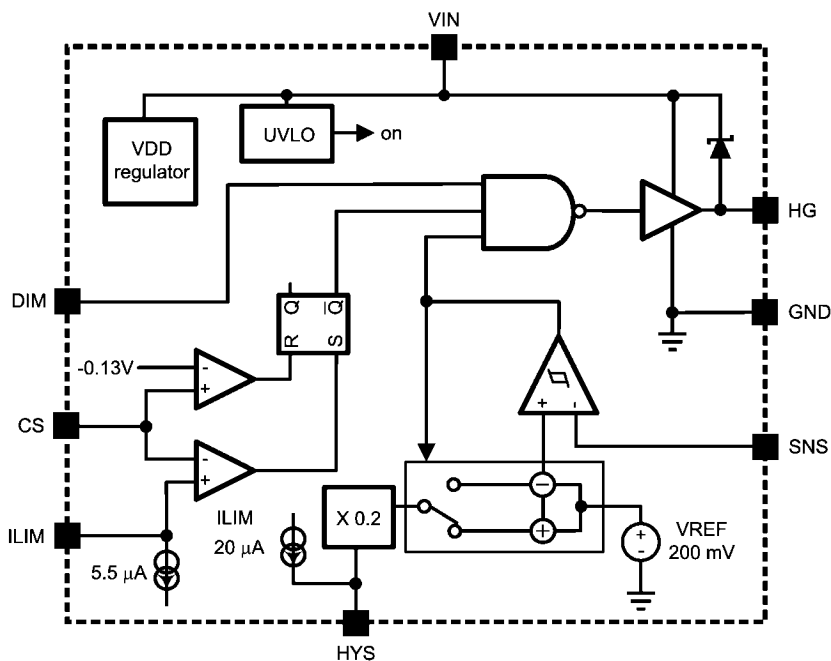 VIN
VDD
regulator
UVLO
on
HG
DIM
Q
Q̅
R
S
GND
-0.13V
-
+
CS
-
+
+
-
SNS
ILIM
5.5 μA
ILIM
20 μA
X 0.2
−
+
+
-
VREF
200 mV
HYS